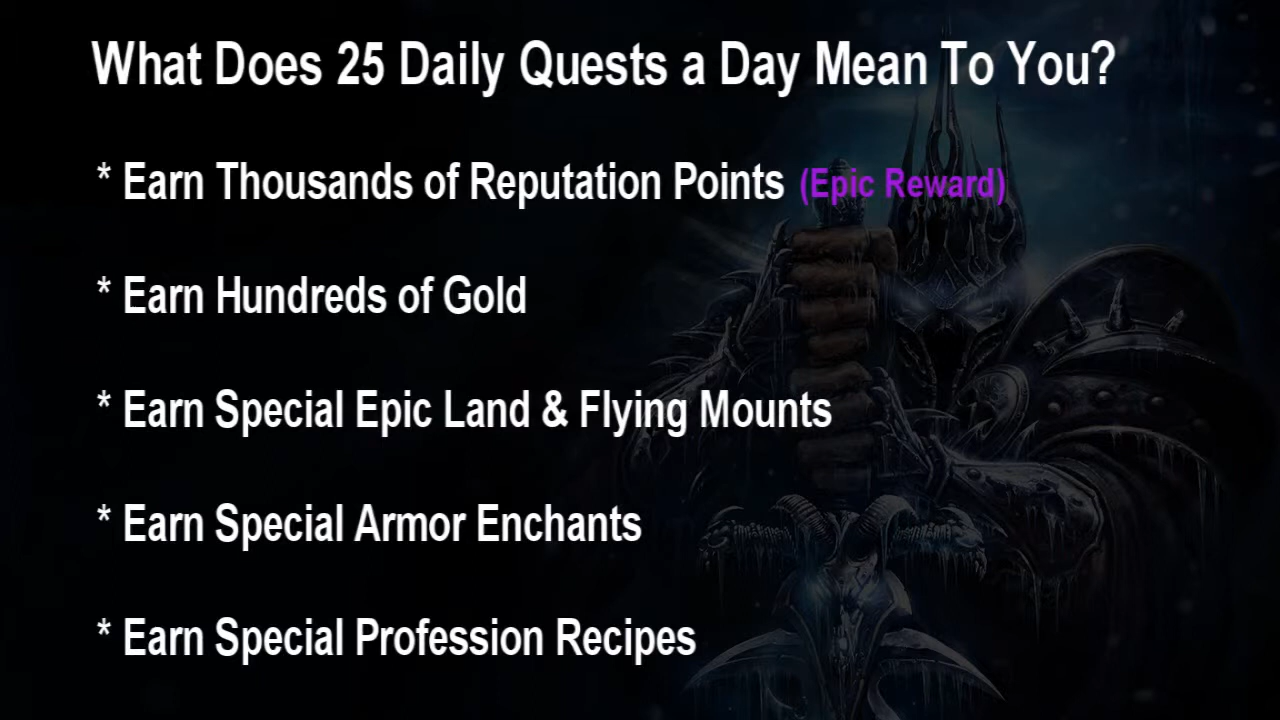 What Does 25 Daily Quests a Day Mean To You?
* Earn Thousands of Reputation Points (Epic Reward)
* Earn Hundreds of Gold
* Earn Special Epic Land & Flying Mounts
* Earn Special Armor Enchants
* Earn Special Profession Recipes